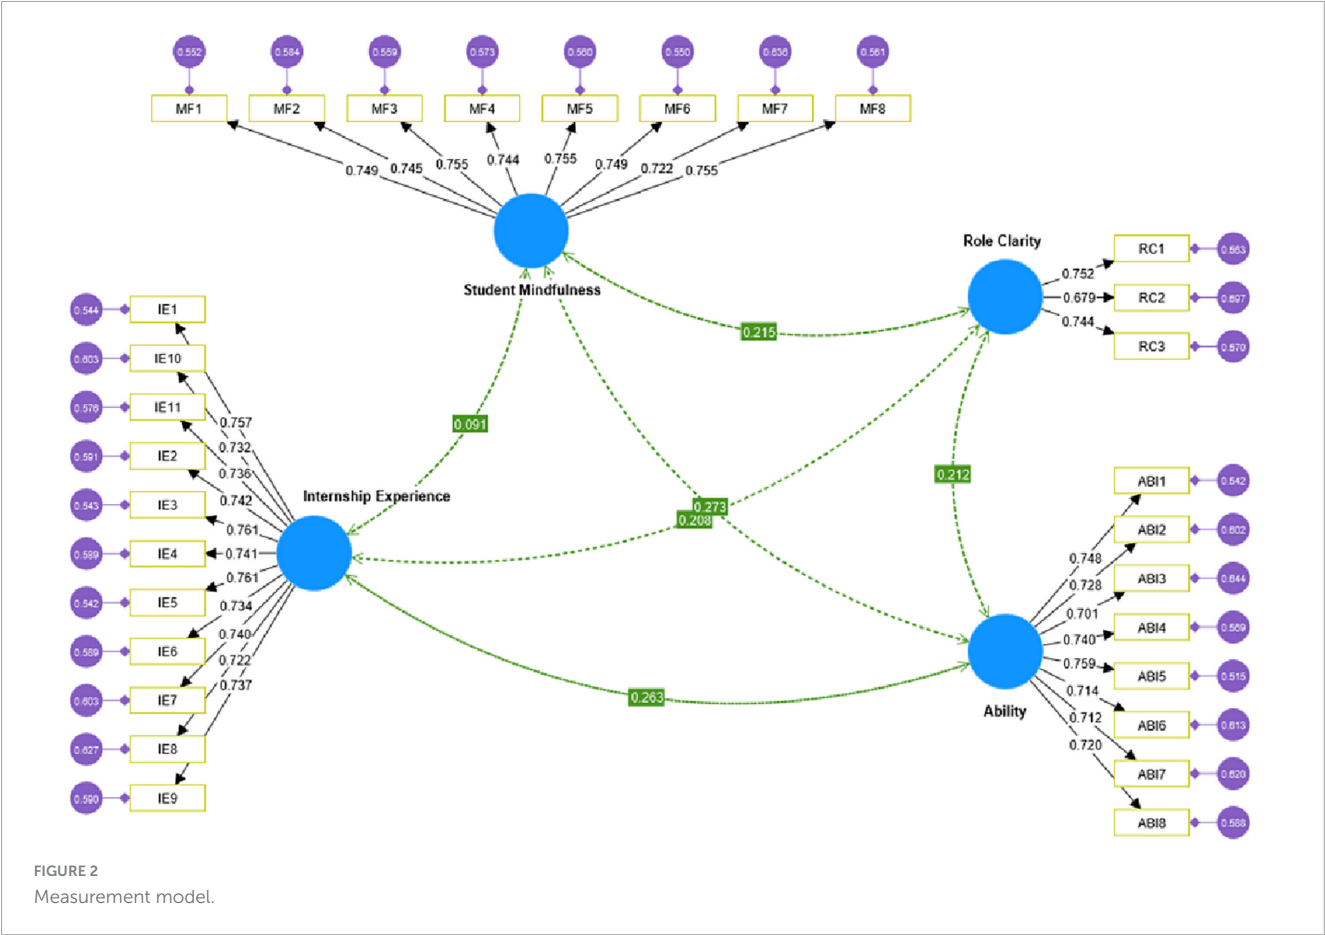 0.552 0.584 0.559 0.573 0.560 0.550 0.636 0.561
MF1 MF2 MF3 MF4 MF5 MF6 MF7 MF8
0.749 0.745 0.755 0.744 0.755 0.749 0.722 0.755
Student Mindfulness
Role Clarity
RC1 0.563
0.752
0.679 RC2 0.697
0.744
RC3 0.570
0.215
0.091
0.212
0.273
0.208
0.263
Internship Experience
0.544 IE1
0.603 IE10
0.576 IE11
0.591 IE2
0.543 IE3
0.589 IE4
0.542 IE5
0.589 IE6
0.603 IE7
0.627 IE8
0.590 IE9
0.757
0.732
0.736
0.742
0.761
0.741
0.761
0.734
0.740
0.722
0.737
Ability
0.748
0.728
0.701
0.740
0.759
0.714
0.712
0.720
ABI1 0.542
ABI2 0.602
ABI3 0.644
ABI4 0.569
ABI5 0.515
ABI6 0.613
ABI7 0.620
ABI8 0.588
FIGURE 2
Measurement model.